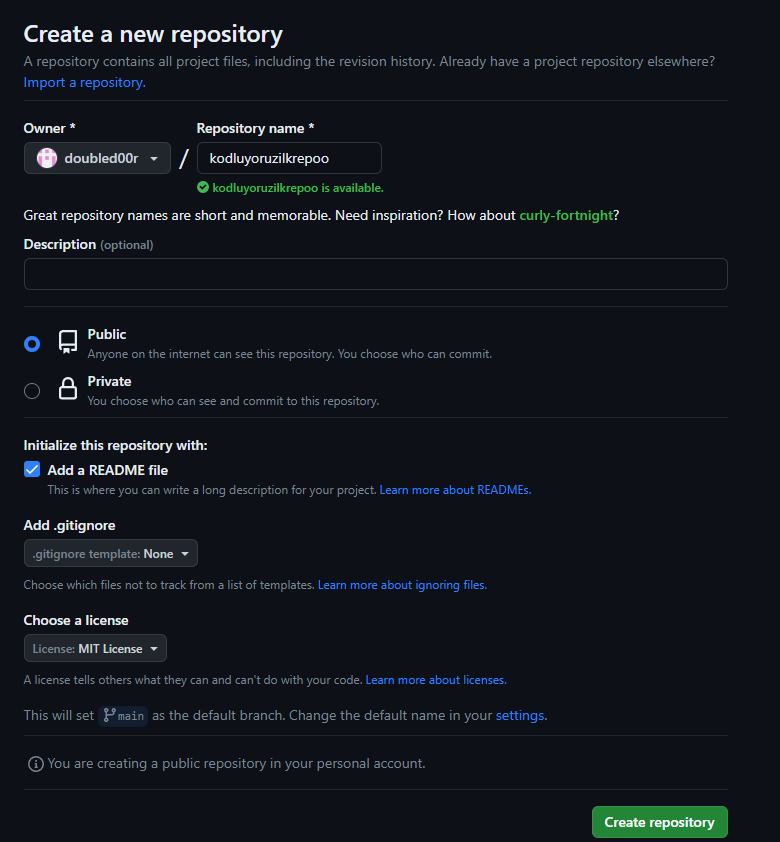 Create a new repository
A repository contains all project files, including the revision history. Already have a project repository elsewhere?
Import a repository.
Owner * Repository name *
doubled00r / kodluyoruzilkrepoo
kodluyoruzilkrepoo is available.
Great repository names are short and memorable. Need inspiration? How about curly-fortnight?
Description (optional)
Public
Anyone on the internet can see this repository. You choose who can commit.
Private
You choose who can see and commit to this repository.
Initialize this repository with:
Add a README file
This is where you can write a long description for your project. Learn more about READMEs.
Add .gitignore
.gitignore template: None
Choose which files not to track from a list of templates. Learn more about ignoring files.
Choose a license
License: MIT License
A license tells others what they can and can't do with your code. Learn more about licenses.
This will set main as the default branch. Change the default name in your settings.
You are creating a public repository in your personal account.
Create repository